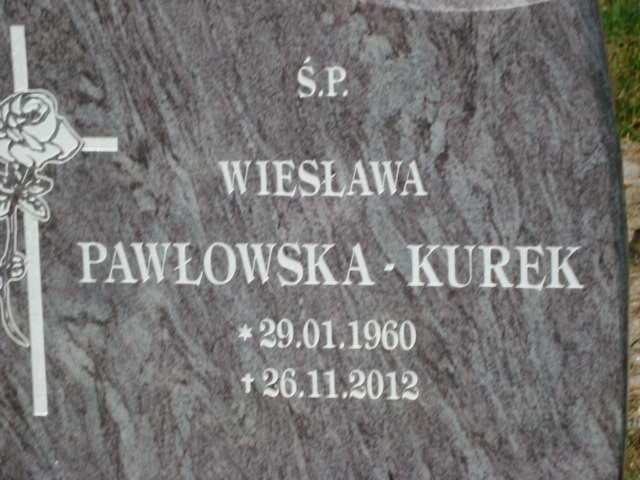 Ś.P.
WIESŁAWA
PAWŁOWSKA - KUREK
* 29.01.1960
† 26.11.2012